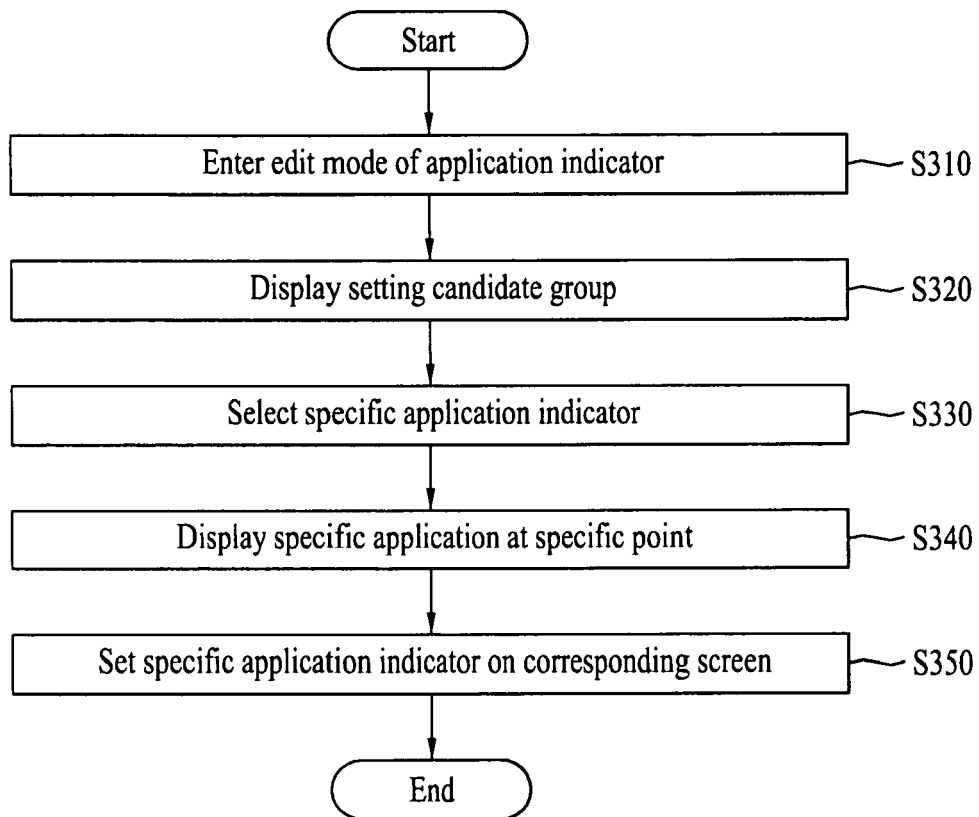 Start
Enter edit mode of application indicator
S310
Display setting candidate group
S320
Select specific application indicator
S330
Display specific application at specific point
S340
Set specific application indicator on corresponding screen
S350
End